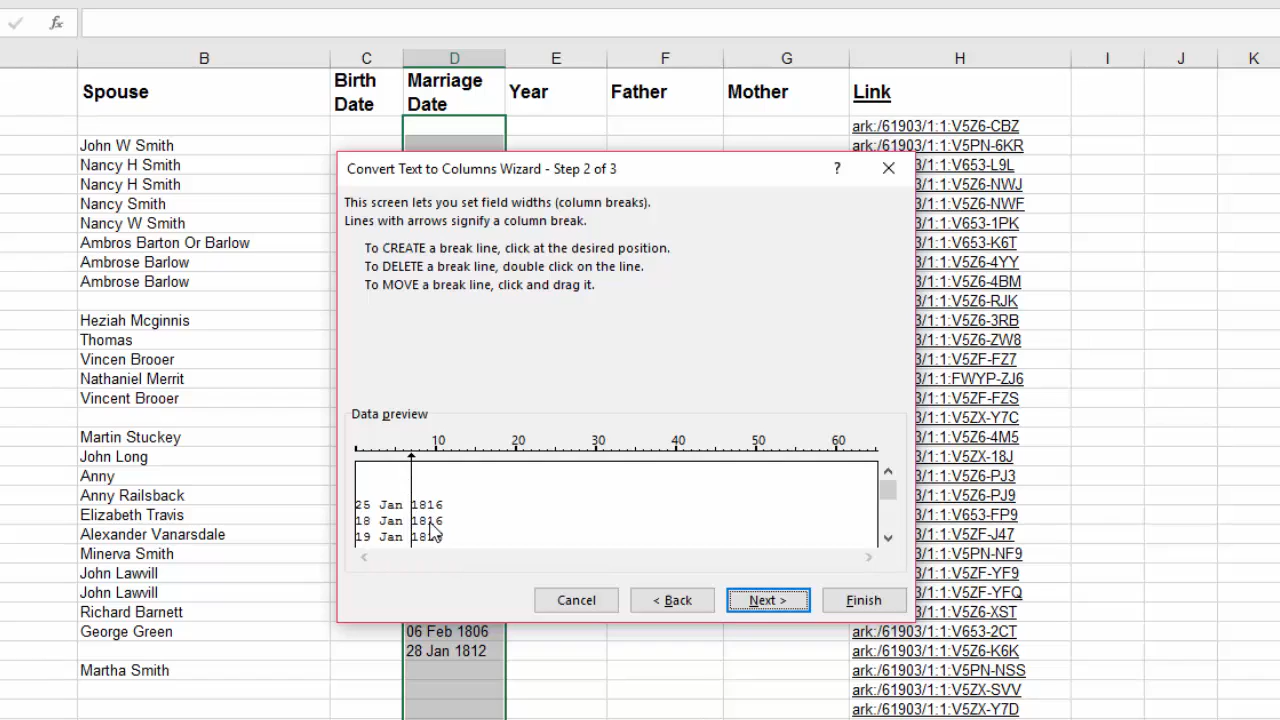 fx
B C D E F G H I J K
Spouse Birth Date Marriage Date Year Father Mother Link
ark:/61903/1:1:V5Z6-CBZ
John W Smith ark:/61903/1:1:V5PN-6KR
Nancy H Smith 3/1:1:V653-L9L
Nancy H Smith 3/1:1:V5Z6-NWJ
Nancy Smith 3/1:1:V5Z6-NWF
Nancy W Smith 3/1:1:V653-1PK
Ambros Barton Or Barlow 3/1:1:V653-K6T
Ambrose Barlow 3/1:1:V5Z6-4YY
Ambrose Barlow 3/1:1:V5Z6-4BM
3/1:1:V5Z6-RJK
Heziah Mcginnis 3/1:1:V5Z6-3RB
Thomas 3/1:1:V5Z6-ZW8
Vincen Brooer 3/1:1:V5ZF-FZ7
Nathaniel Merrit 3/1:1:FWYP-ZJ6
Vincent Brooer 3/1:1:V5ZF-FZS
3/1:1:V5ZX-Y7C
Martin Stuckey 3/1:1:V5Z6-4M5
John Long 3/1:1:V5ZX-18J
Anny 3/1:1:V5Z6-PJ3
Anny Railsback 3/1:1:V5Z6-PJ9
Elizabeth Travis 3/1:1:V653-FP9
Alexander Vanarsdale 3/1:1:V5ZF-J47
Minerva Smith 3/1:1:V5PN-NF9
John Lawvill 3/1:1:V5ZF-YF9
John Lawvill 3/1:1:V5ZF-YFQ
Richard Barnett 3/1:1:V5Z6-XST
George Green 06 Feb 1806 ark:/61903/1:1:V653-2CT
28 Jan 1812 ark:/61903/1:1:V5Z6-K6K
Martha Smith ark:/61903/1:1:V5PN-NSS
ark:/61903/1:1:V5ZX-SVV
ark:/61903/1:1:V5ZX-Y7D
Convert Text to Columns Wizard - Step 2 of 3 ?
This screen lets you set field widths (column breaks).
Lines with arrows signify a column break.
To CREATE a break line, click at the desired position.
To DELETE a break line, double click on the line.
To MOVE a break line, click and drag it.
Data preview
10 20 30 40 50 60
25 Jan 1816
18 Jan 1816
19 Jan
Cancel < Back Next > Finish